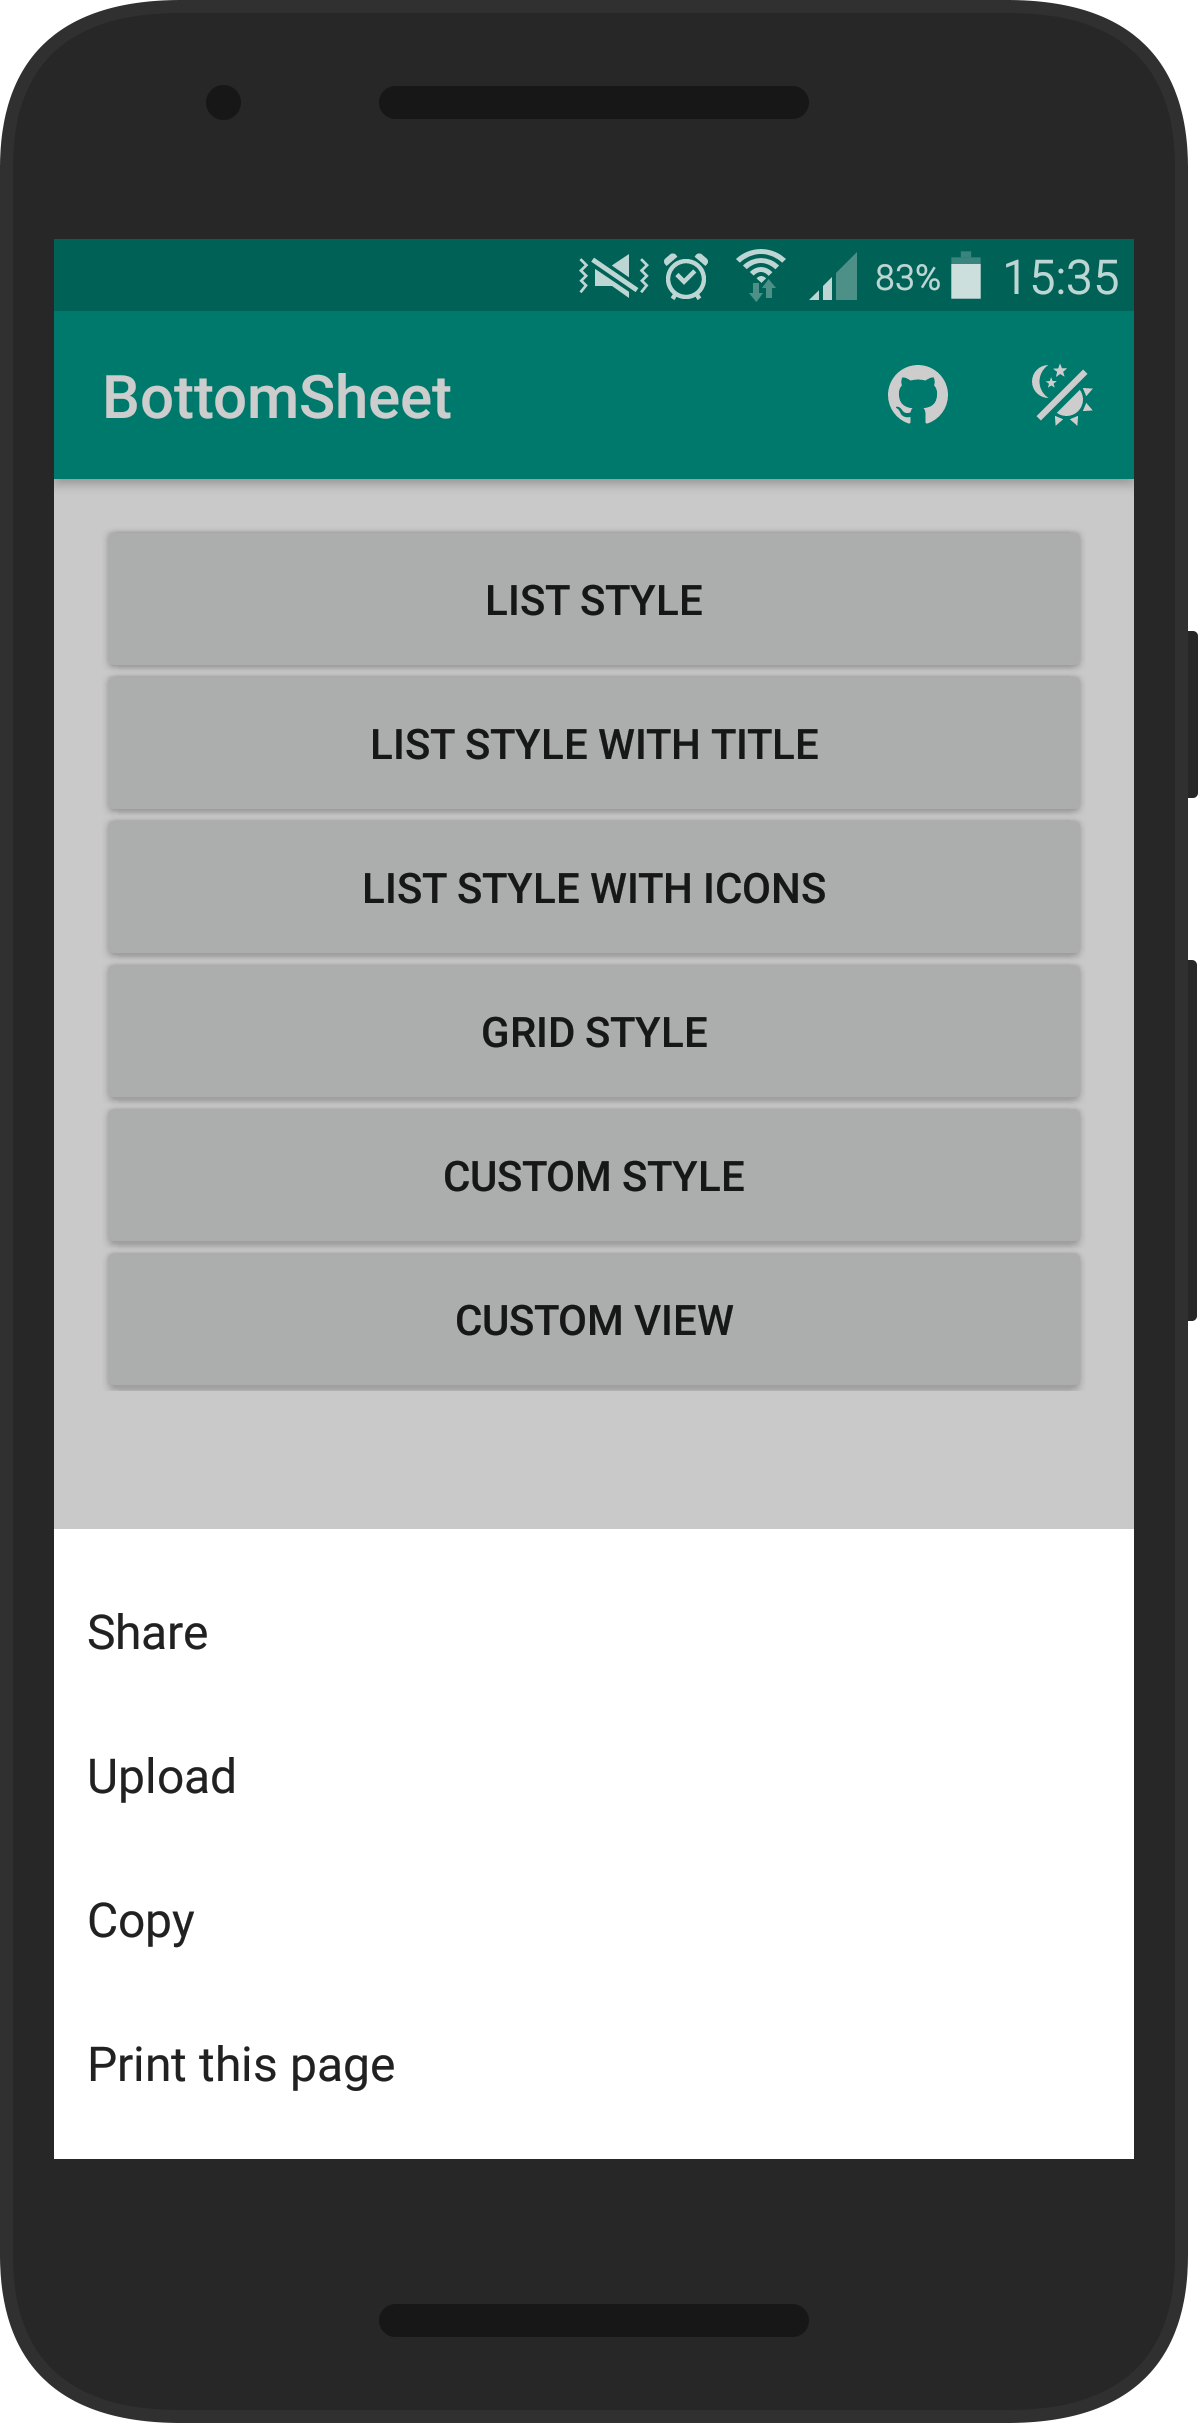 83% 15:35
BottomSheet
LIST STYLE
LIST STYLE WITH TITLE
LIST STYLE WITH ICONS
GRID STYLE
CUSTOM STYLE
CUSTOM VIEW
Share
Upload
Copy
Print this page